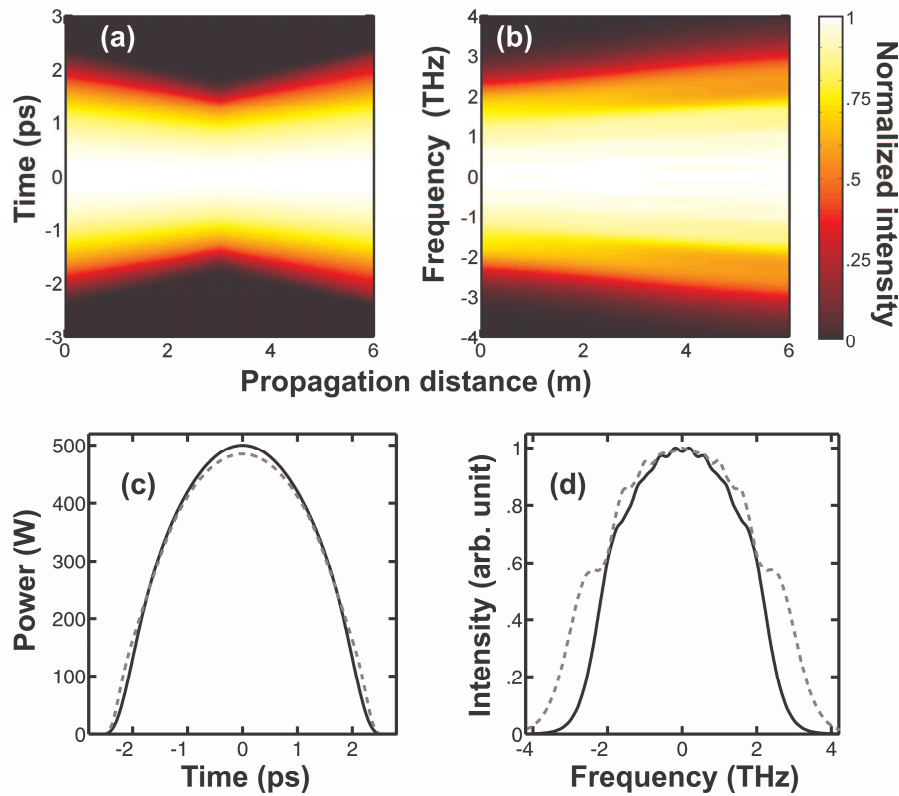 (a)
3
2
1
0
-1
-2
-3
Time (ps)
0 2 4 6
(b)
4
3
2
1
0
-1
-2
-3
-4
Frequency (THz)
0 2 4 6
Propagation distance (m)
1
.75
.5
.25
0
Normalized intensity
(c)
500
400
300
200
100
0
Power (W)
-2 -1 0 1 2
Time (ps)
(d)
1
.8
.6
.4
.2
0
Intensity (arb. unit)
-4 -2 0 2 4
Frequency (THz)